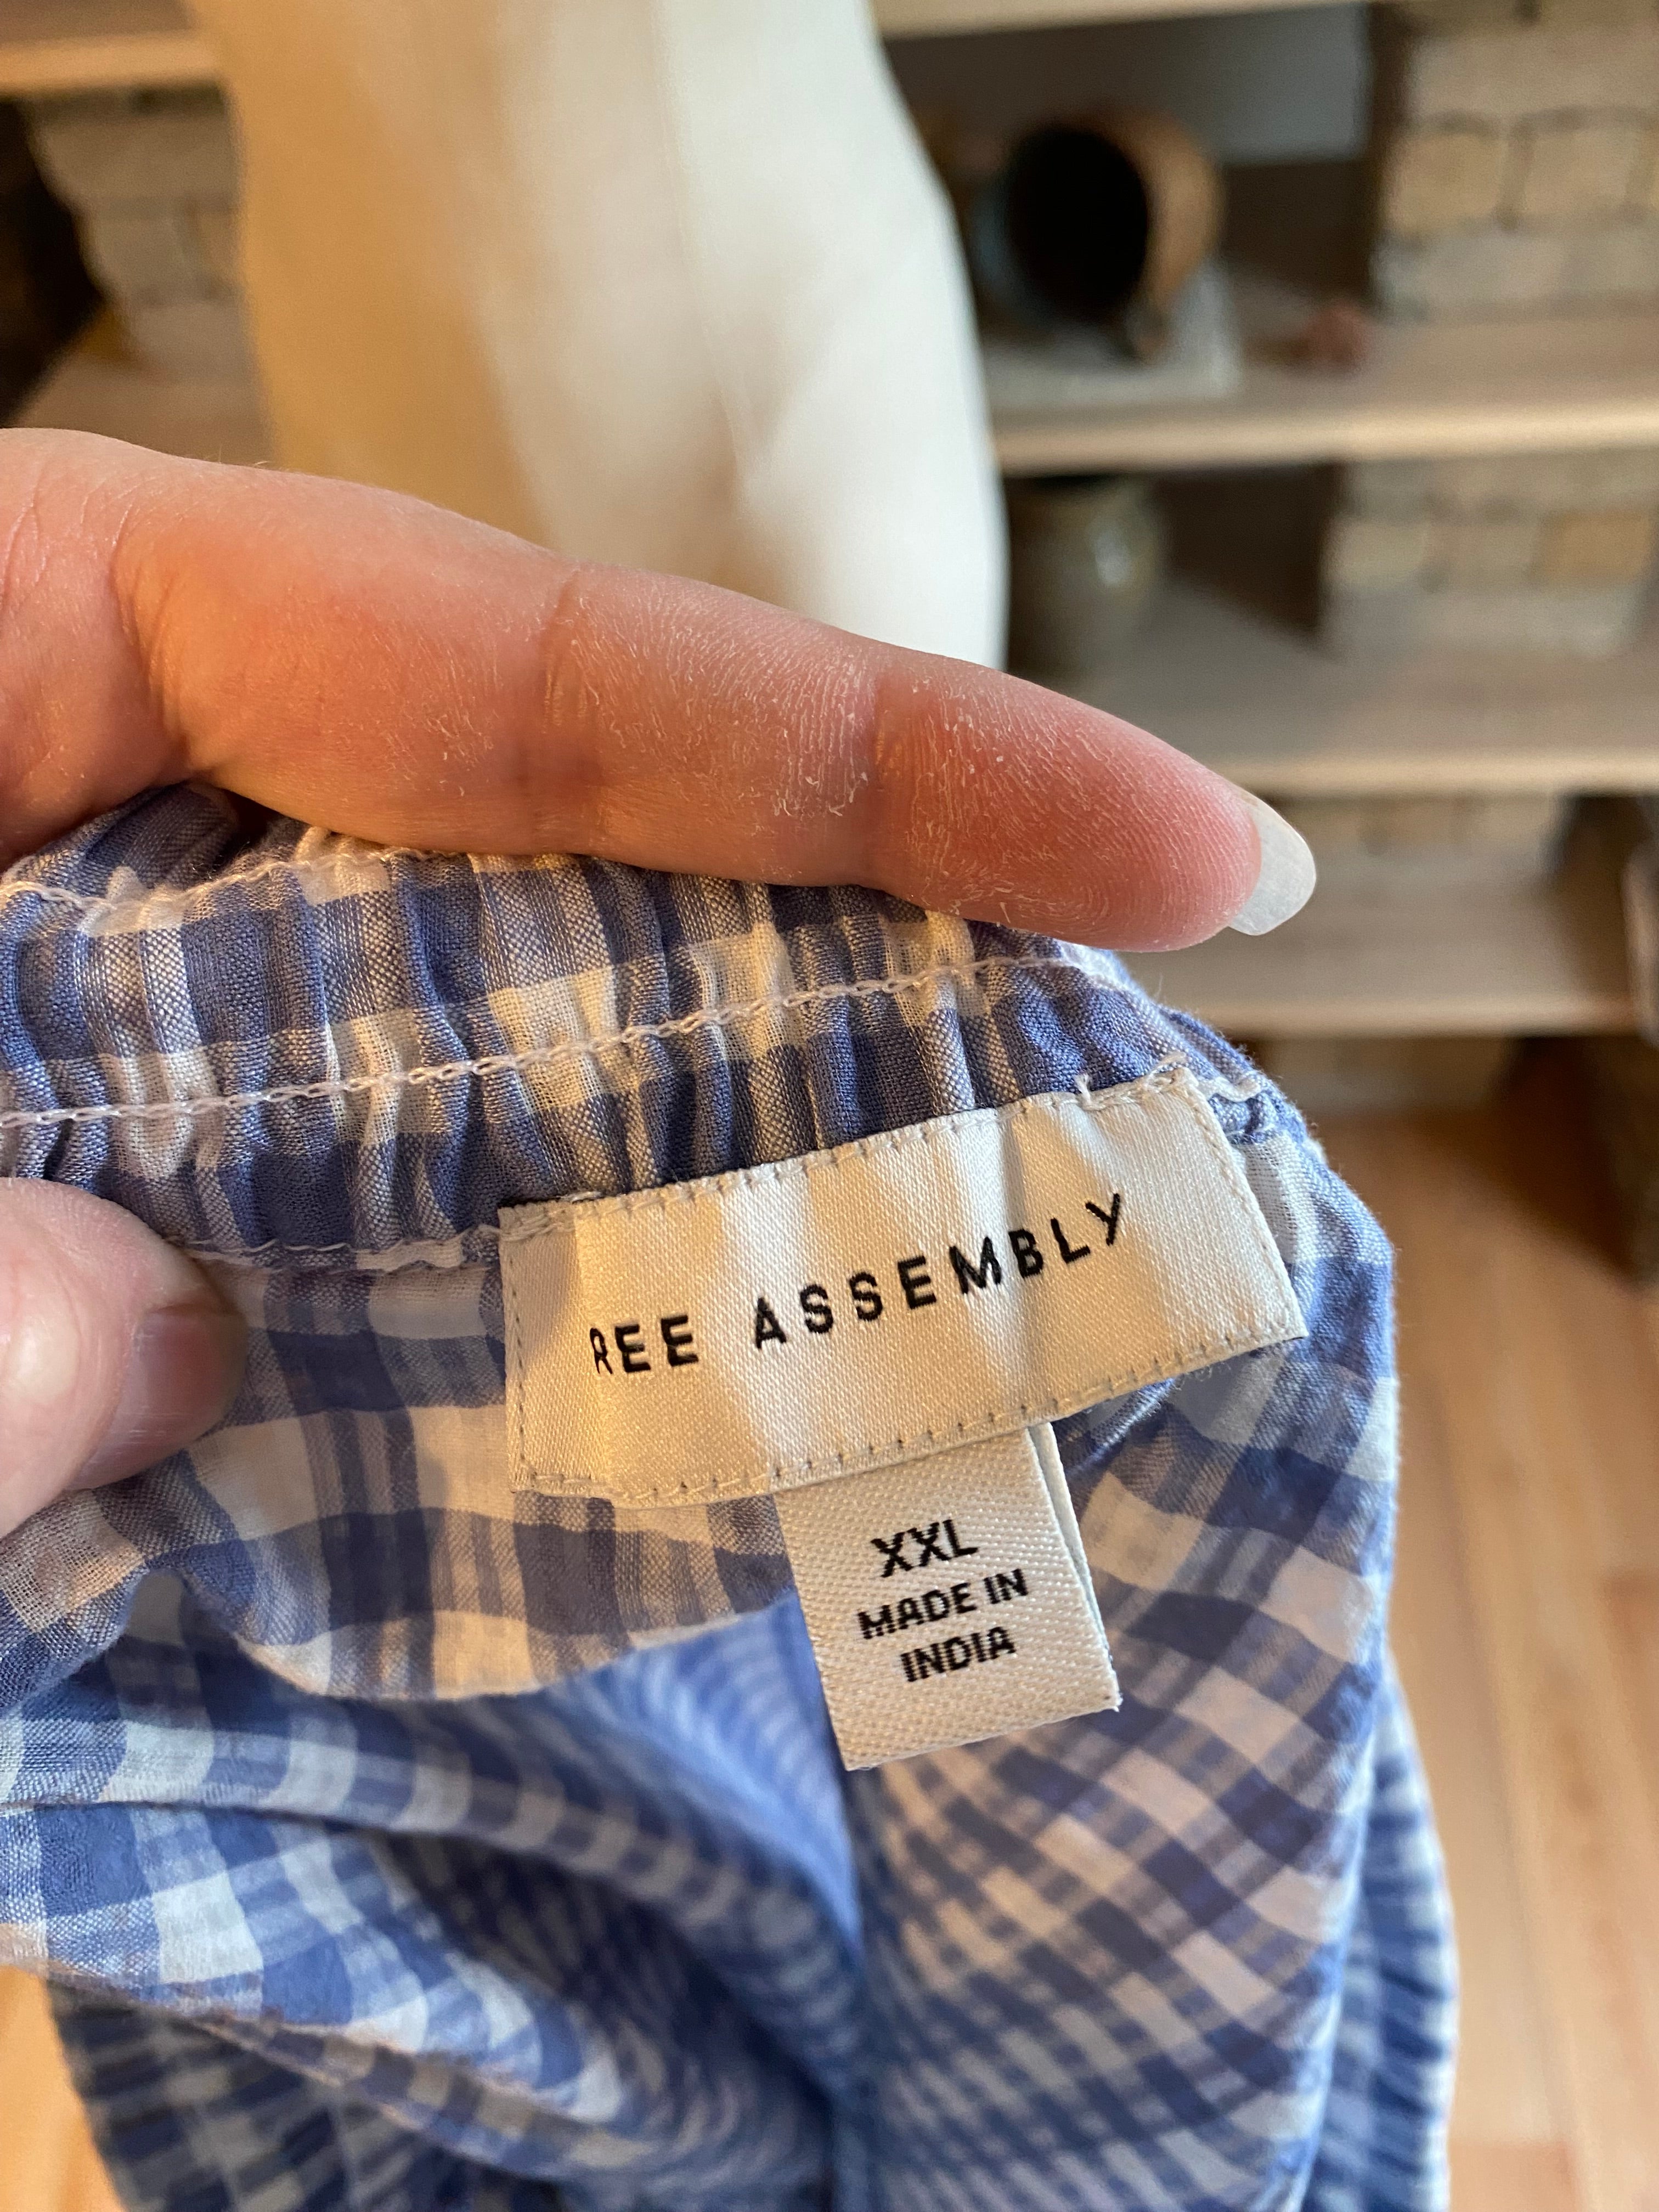 REE ASSEMBLY
XXL
MADE IN
INDIA